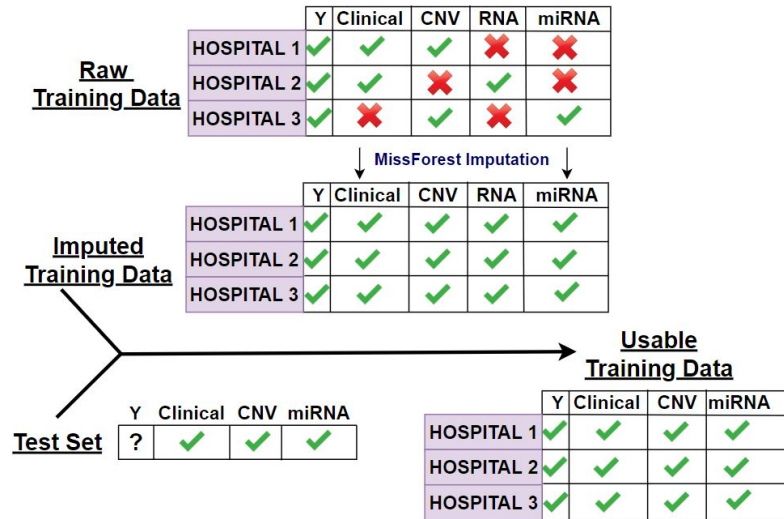 Y Clinical CNV RNA miRNA
HOSPITAL 1
Raw
Training Data
HOSPITAL 2
HOSPITAL 3
MissForest Imputation
Y Clinical CNV RNA miRNA
HOSPITAL 1
Imputed
Training Data
HOSPITAL 2
HOSPITAL 3
Usable
Training Data
Y Clinical CNV miRNA
Test Set
?
Y Clinical CNV miRNA
HOSPITAL 1
HOSPITAL 2
HOSPITAL 3